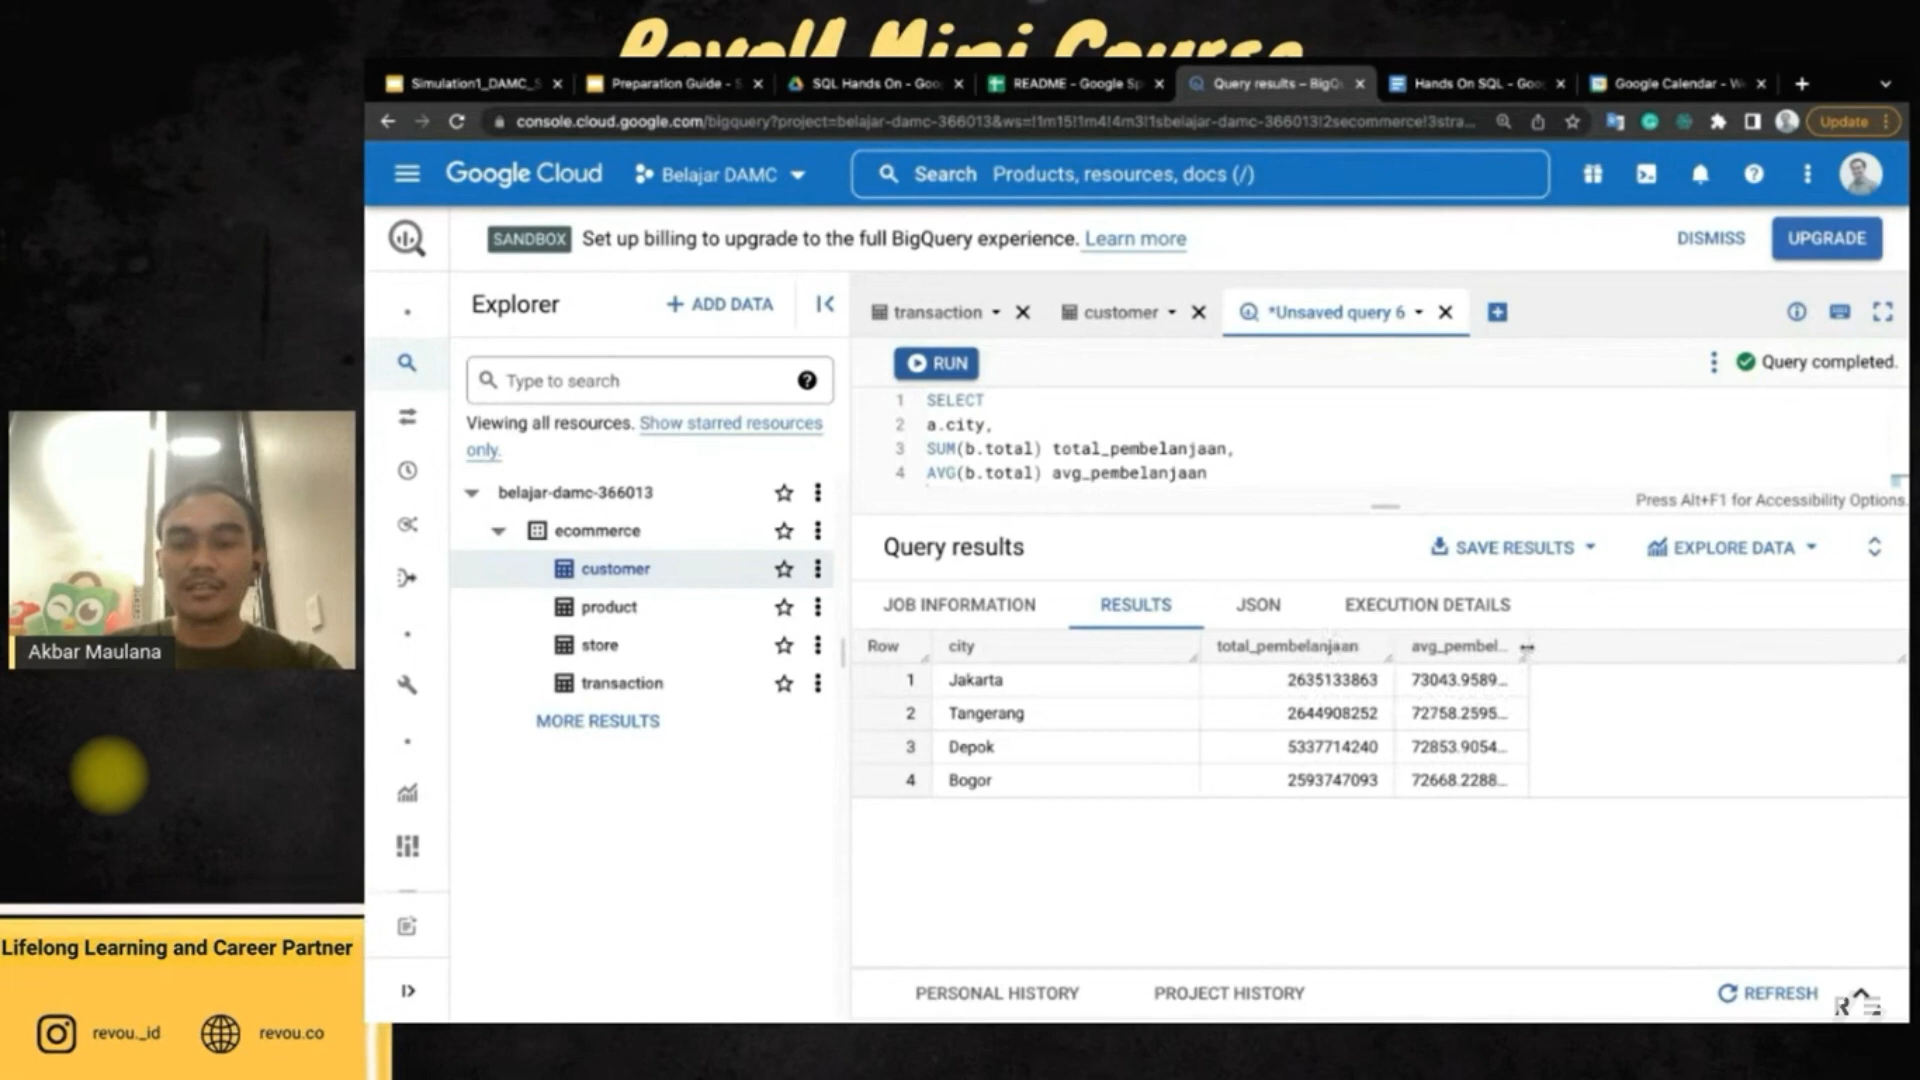 RevoU Mini Course
Simulation1_DAMC_S
Preparation Guide - S
SQL Hands On - Goo
README - Google Sp
Query results – BigQu
Hands On SQL - Goo
Google Calendar - W
console.cloud.google.com/bigquery?project=belajar-damc-366013&ws=!1m15!1m4!4m3!1sbelajar-damc-366013!2secommerce!3stra...
Update
Google Cloud
Belajar DAMC
Search Products, resources, docs (/)
SANDBOX Set up billing to upgrade to the full BigQuery experience. Learn more
DISMISS
UPGRADE
Explorer
+ ADD DATA
transaction
customer
*Unsaved query 6
Type to search
RUN
Query completed.
Viewing all resources. Show starred resources
only.
1 SELECT
2 a.city,
3 SUM(b.total) total_pembelanjaan,
4 AVG(b.total) avg_pembelanjaan
Press Alt+F1 for Accessibility Options.
belajar-damc-366013
ecommerce
customer
product
store
transaction
MORE RESULTS
Query results
SAVE RESULTS
EXPLORE DATA
JOB INFORMATION
RESULTS
JSON
EXECUTION DETAILS
Row city total_pembelanjaan avg_pembel...
1 Jakarta 2635133863 73043.9589...
2 Tangerang 2644908252 72758.2595...
3 Depok 5337714240 72853.9054...
4 Bogor 2593747093 72668.2288...
PERSONAL HISTORY
PROJECT HISTORY
REFRESH
Akbar Maulana
Lifelong Learning and Career Partner
revou_id
revou.co